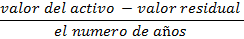 valor del activo − valor residual
el numero de años